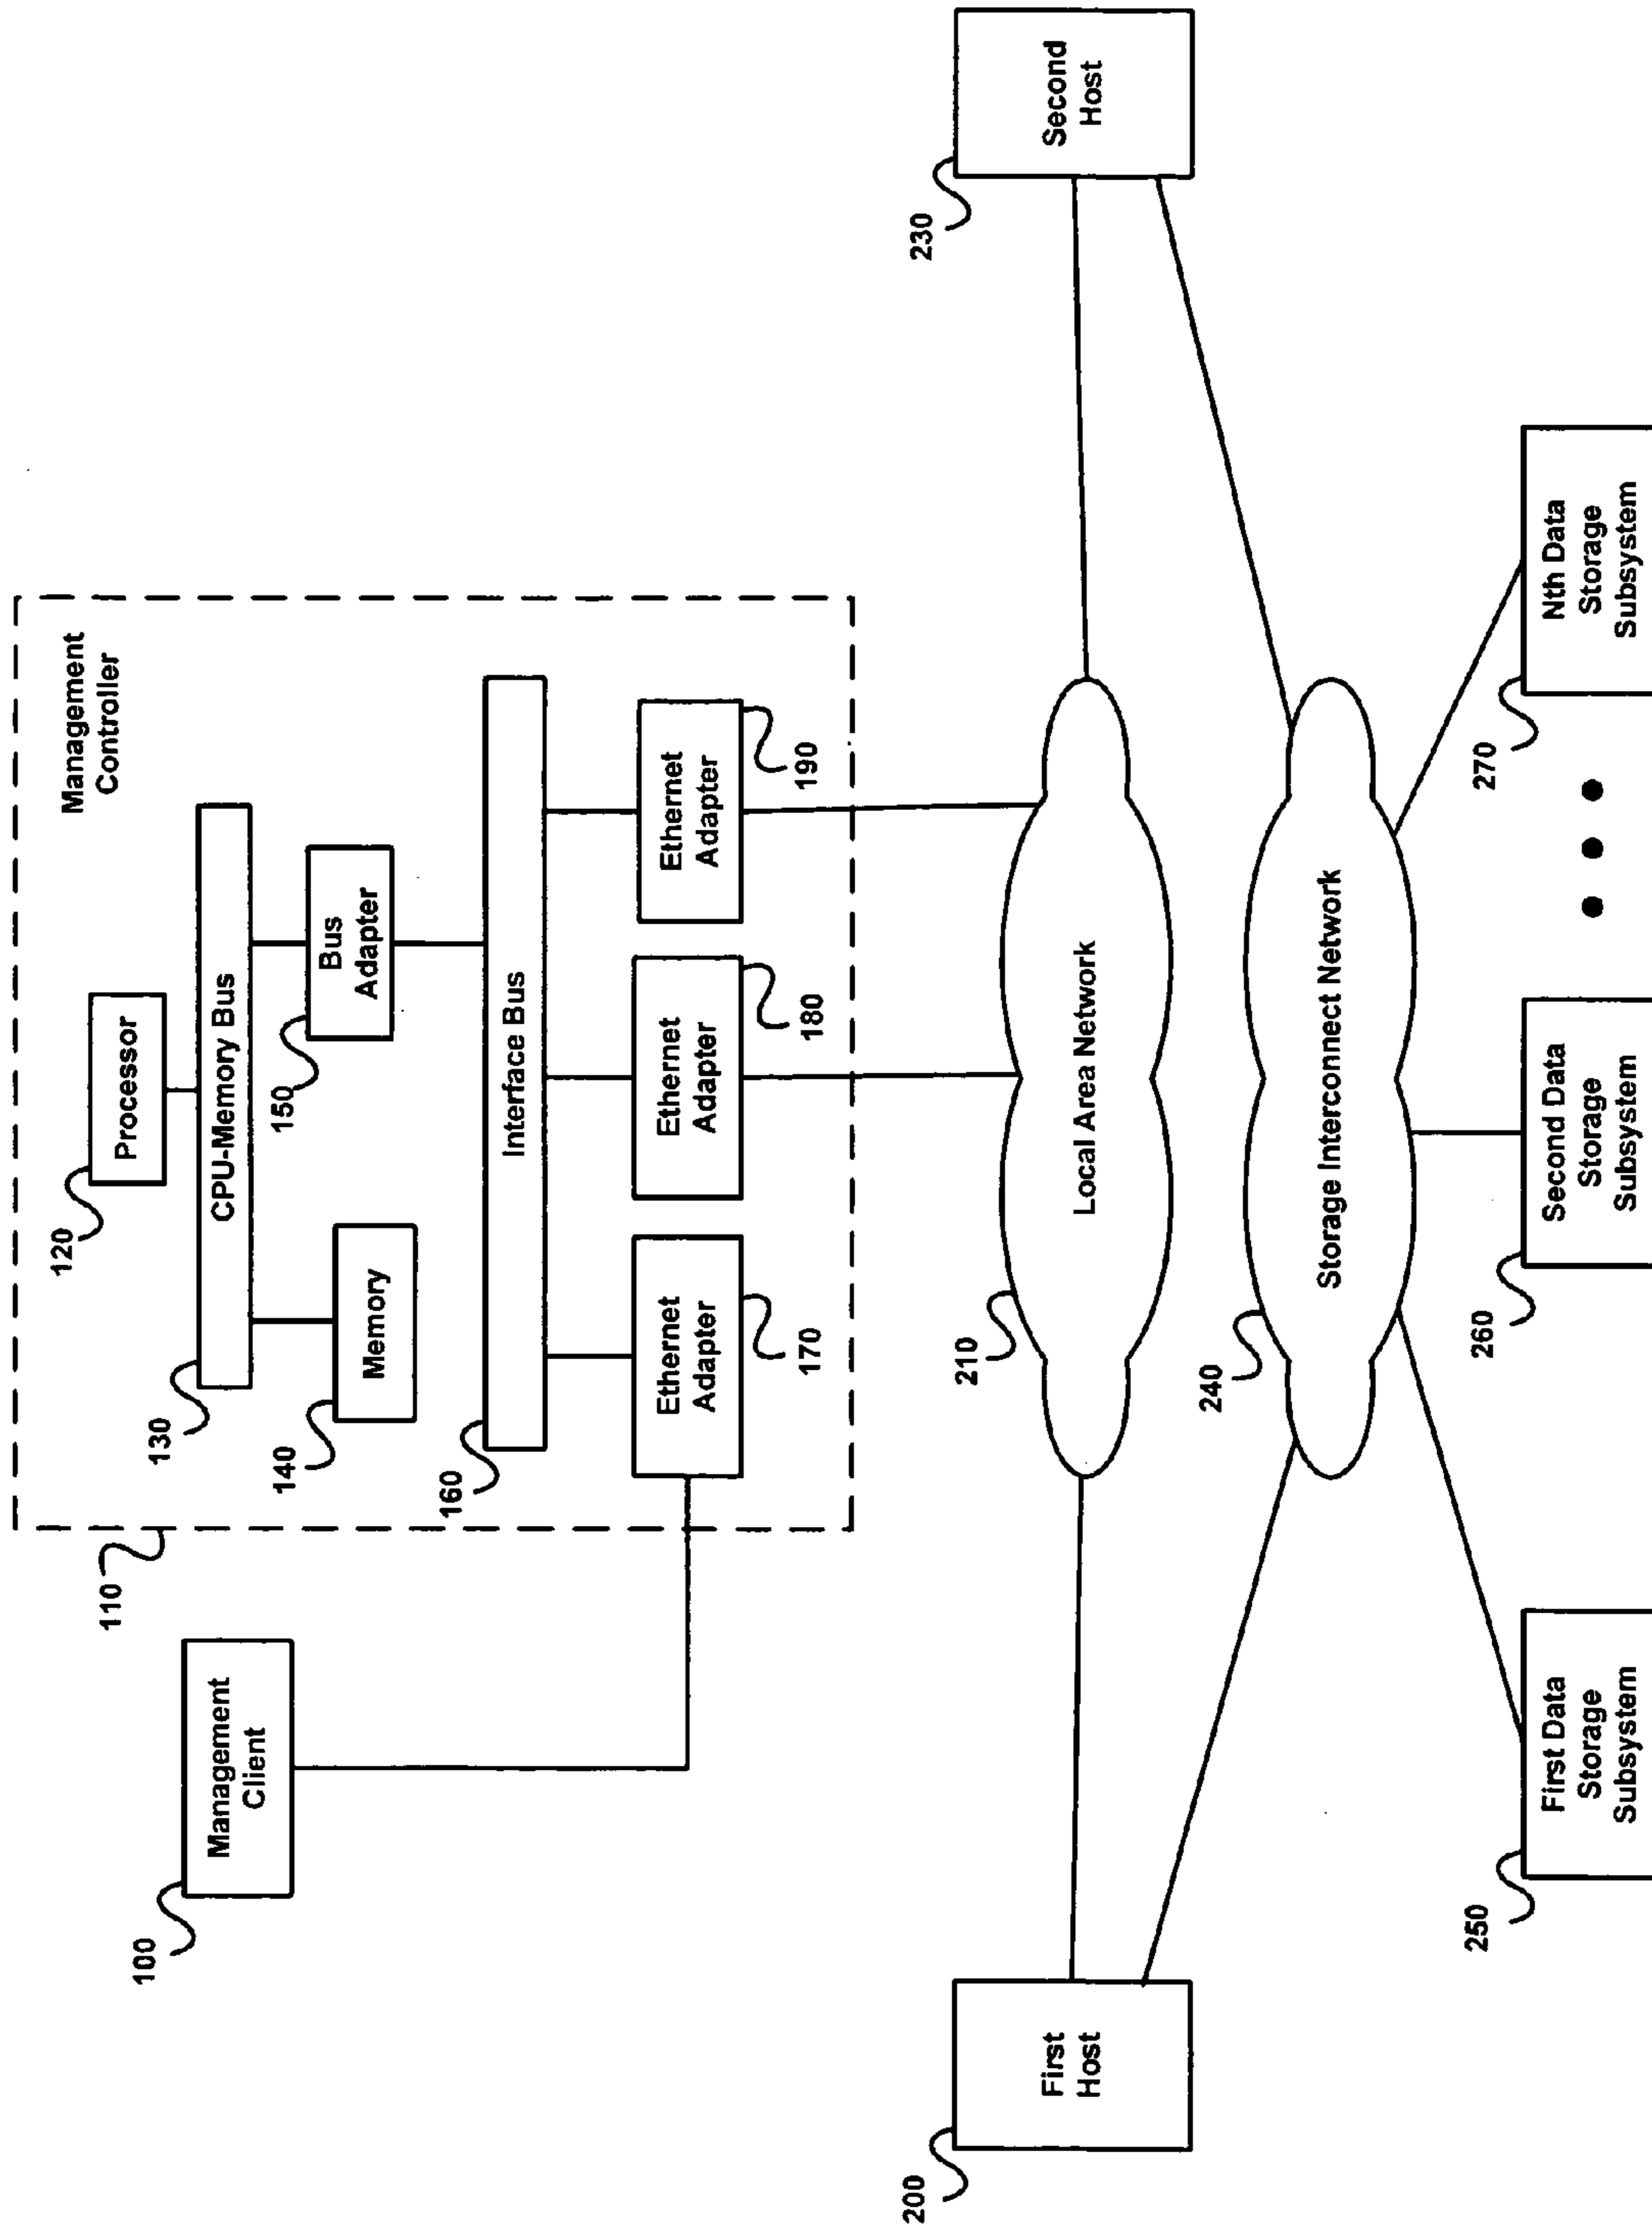 Management
Controller
120
Processor
130
CPU-Memory Bus
140
Memory
150
Bus
Adapter
110
100
Management
Client
160
Interface Bus
Ethernet
Adapter
170
Ethernet
Adapter
180
Ethernet
Adapter
190
200
First
Host
210
Local Area Network
230
Second
Host
240
Storage Interconnect Network
250
First Data
Storage
Subsystem
260
Second Data
Storage
Subsystem
270
Nth Data
Storage
Subsystem